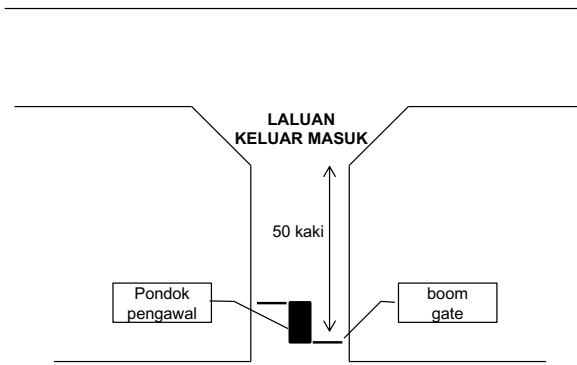 LALUAN
KELUAR MASUK
50 kaki
Pondok
pengawal
boom
gate